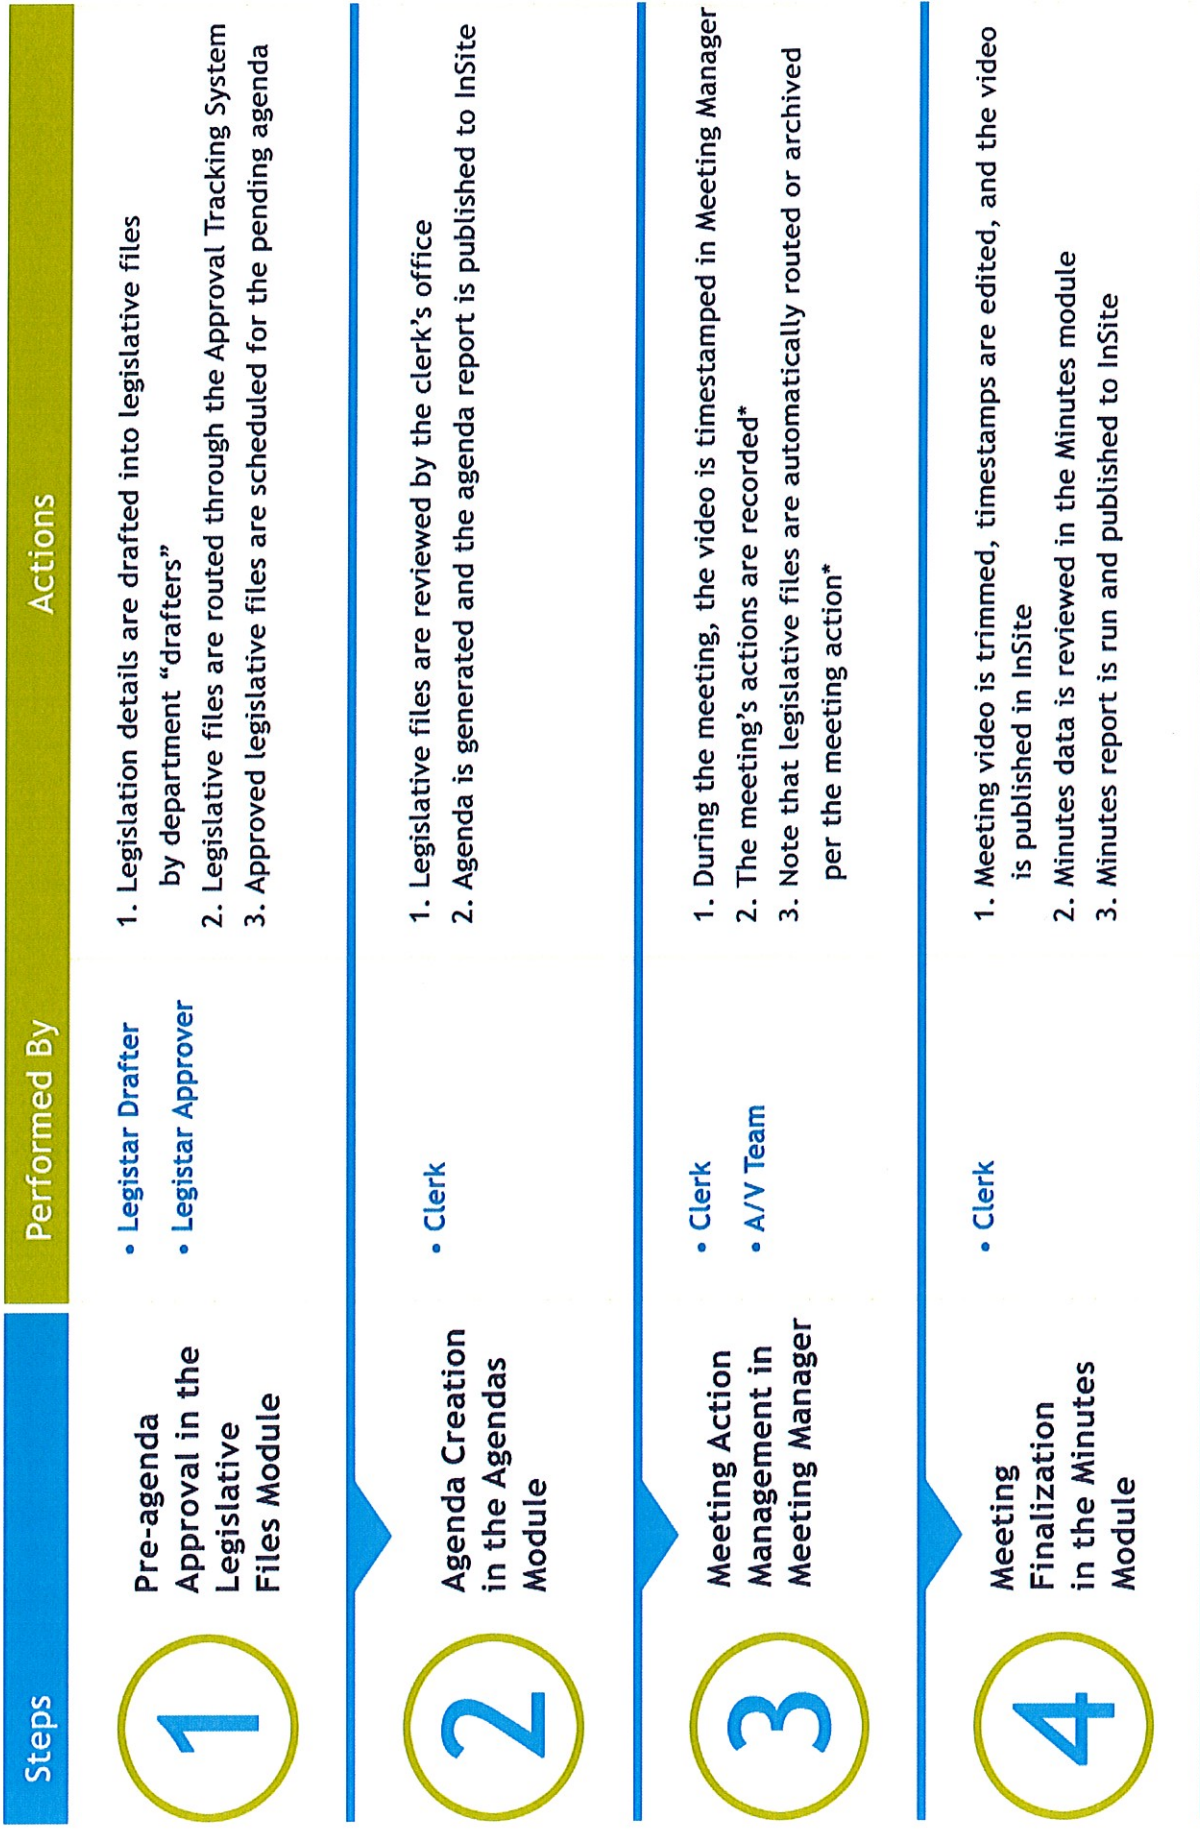 Steps
Performed By
Actions
1
Pre-agenda
Approval in the
Legislative
Files Module
• Legistar Drafter
• Legistar Approver
1. Legislation details are drafted into legislative files
by department “drafters”
2. Legislative files are routed through the Approval Tracking System
3. Approved legislative files are scheduled for the pending agenda
2
Agenda Creation
in the Agendas
Module
• Clerk
1. Legislative files are reviewed by the clerk’s office
2. Agenda is generated and the agenda report is published to InSite
3
Meeting Action
Management in
Meeting Manager
• Clerk
• A/V Team
1. During the meeting, the video is timestamped in Meeting Manager
2. The meeting’s actions are recorded*
3. Note that legislative files are automatically routed or archived
per the meeting action*
4
Meeting
Finalization
in the Minutes
Module
• Clerk
1. Meeting video is trimmed, timestamps are edited, and the video
is published in InSite
2. Minutes data is reviewed in the Minutes module
3. Minutes report is run and published to InSite